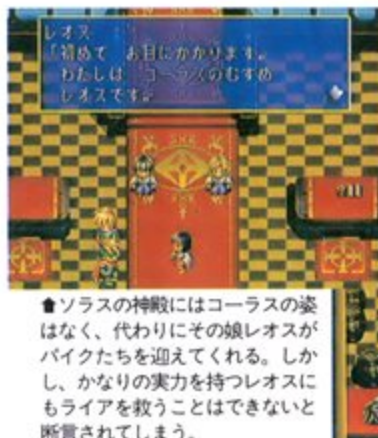 レオス
「初めて お目にかかります。
わたしは コーラスのむすめ
レオスです。
⬆ソラスの神殿にはコーラスの姿
はなく、代わりにその娘レオスが
バイクたちを迎えてくれる。しか
し、かなりの実力を持つレオスに
もライアを救うことはできないと
断言されてしまう。